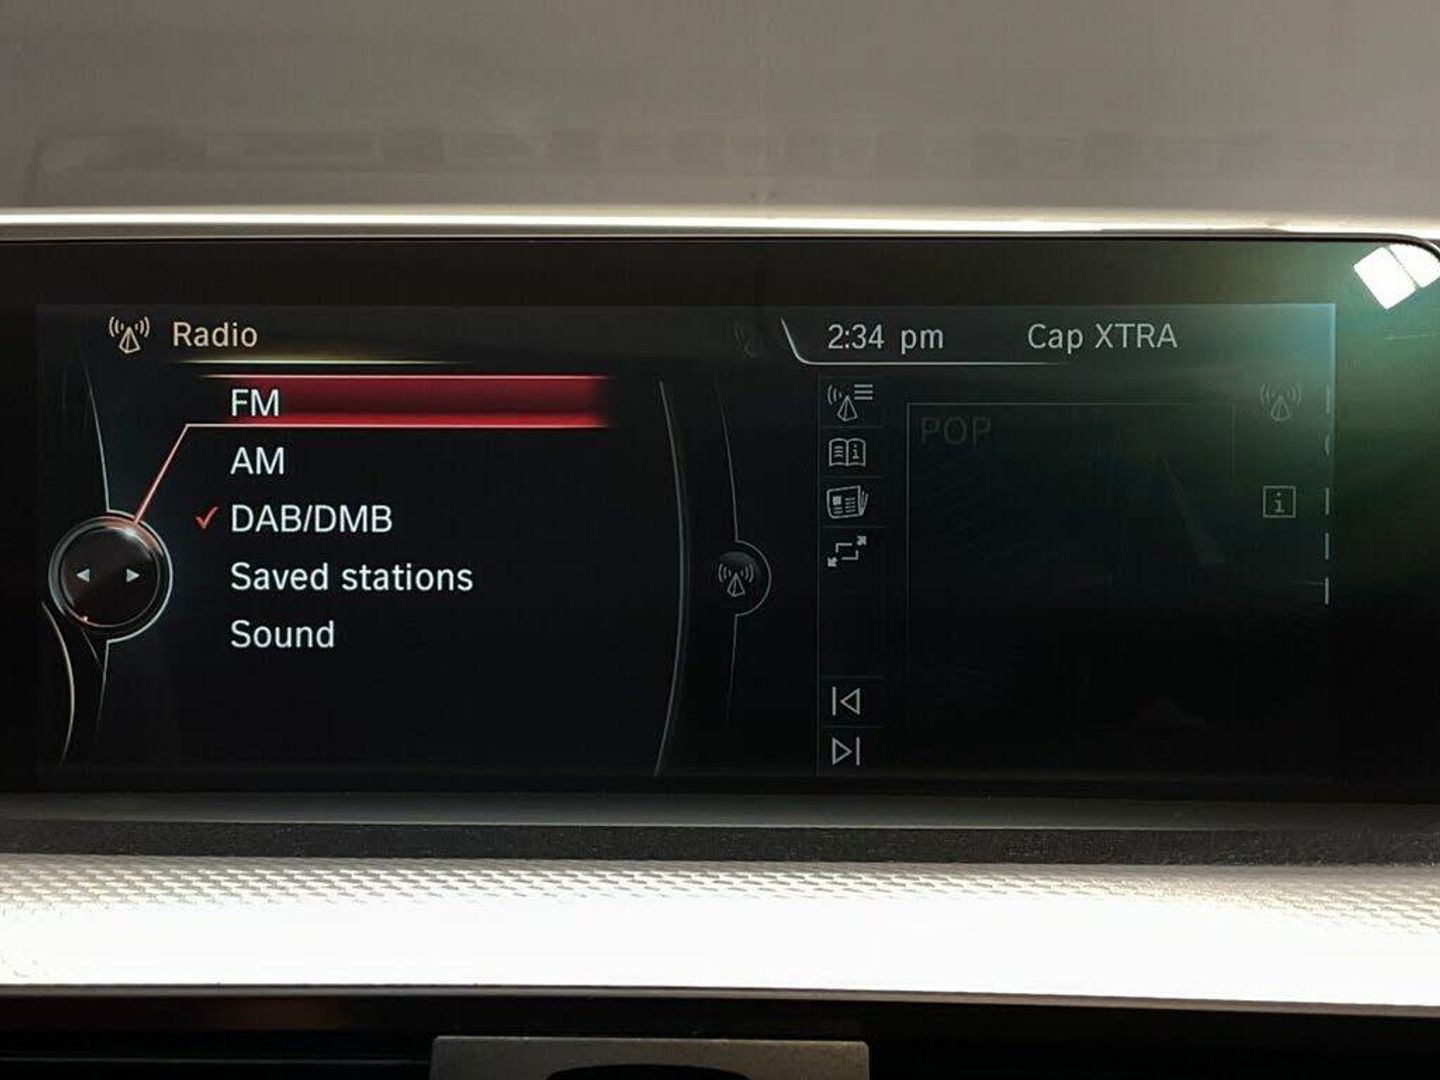 Radio
2:34 pm
Cap XTRA
FM
AM
✓ DAB/DMB
Saved stations
Sound
POP